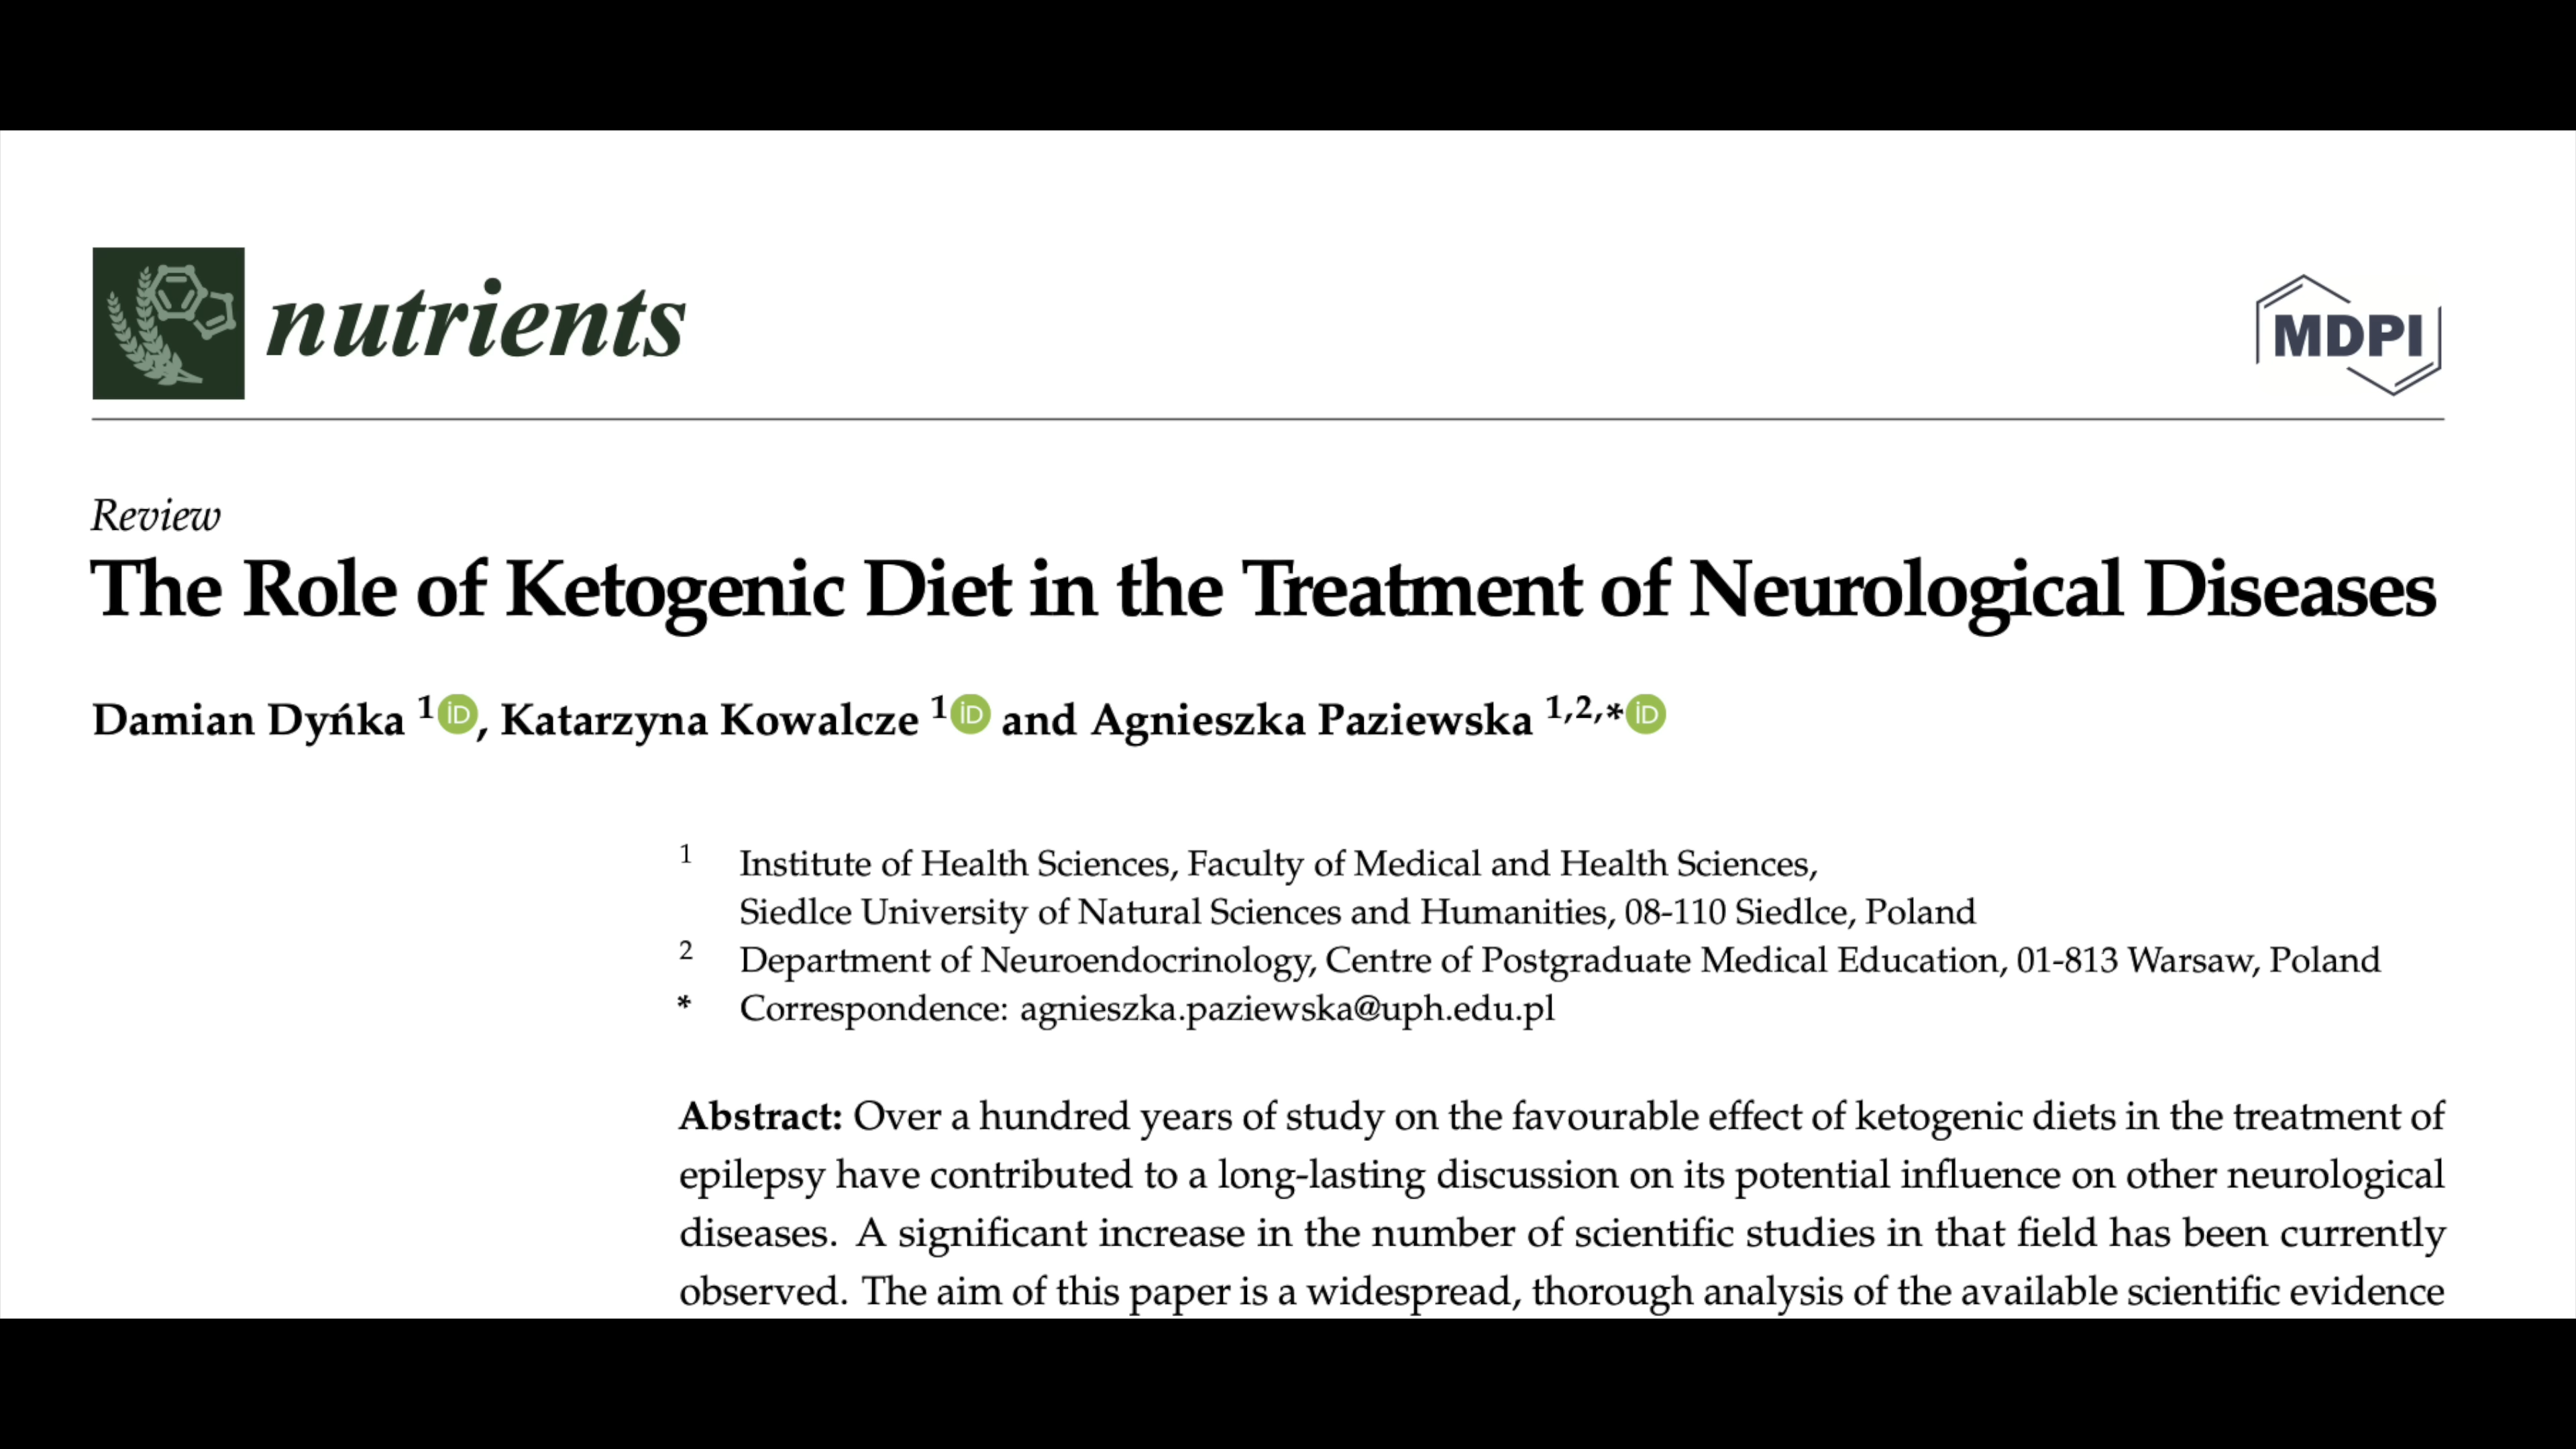 nutrients
MDPI
Review
The Role of Ketogenic Diet in the Treatment of Neurological Diseases
Damian Dyńka 1 iD, Katarzyna Kowalcze 1 iD and Agnieszka Paziewska 1,2,* iD
1 Institute of Health Sciences, Faculty of Medical and Health Sciences,
Siedlce University of Natural Sciences and Humanities, 08-110 Siedlce, Poland
2 Department of Neuroendocrinology, Centre of Postgraduate Medical Education, 01-813 Warsaw, Poland
* Correspondence: agnieszka.paziewska@uph.edu.pl
Abstract: Over a hundred years of study on the favourable effect of ketogenic diets in the treatment of
epilepsy have contributed to a long-lasting discussion on its potential influence on other neurological
diseases. A significant increase in the number of scientific studies in that field has been currently
observed. The aim of this paper is a widespread, thorough analysis of the available scientific evidence